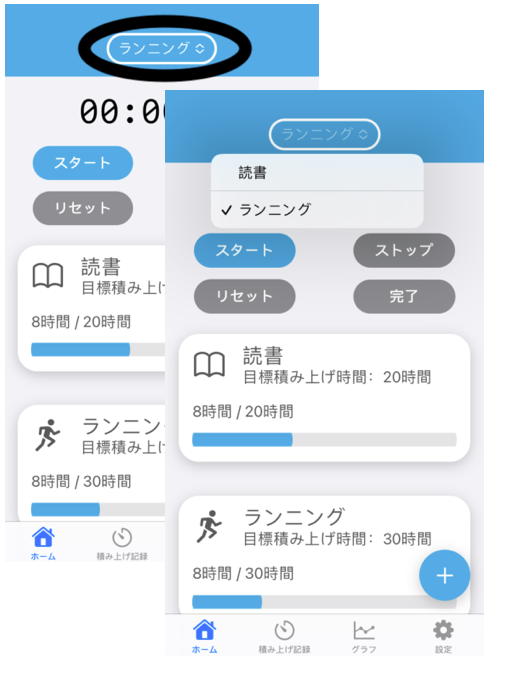 ランニング
00:00
スタート
リセット
読書
目標積み上げ
8時間 / 20時間
ランニン
目標積み上げ
8時間 / 30時間
ホーム
積み上げ記録
ランニング
読書
✓ ランニング
スタート
ストップ
リセット
完了
読書
目標積み上げ時間: 20時間
8時間 / 20時間
ランニング
目標積み上げ時間: 30時間
8時間 / 30時間
+
ホーム
積み上げ記録
グラフ
設定